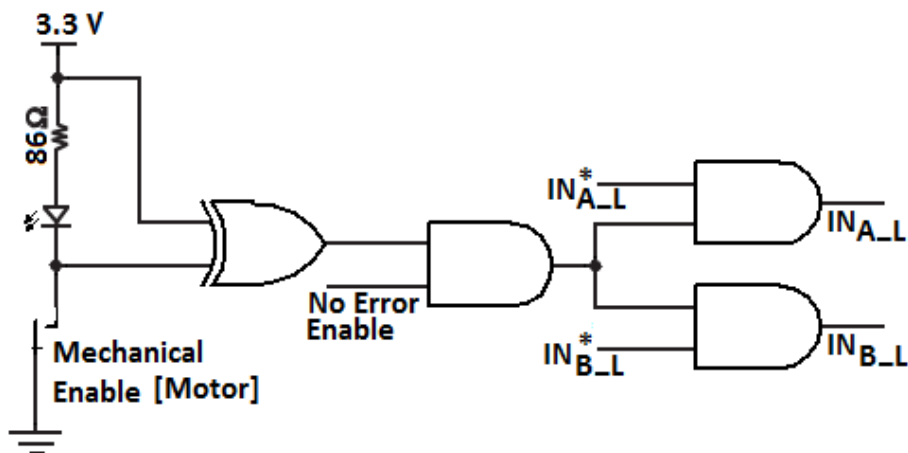 3.3 V
86Ω
IN*A_L
INA_L
No Error
Enable
IN*B_L
INB_L
Mechanical
Enable [Motor]